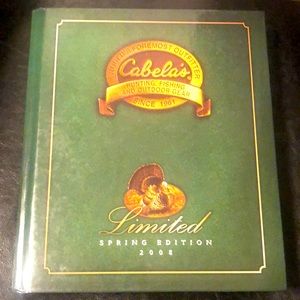 WORLD'S FOREMOST OUTFITTER
Cabela's
HUNTING, FISHING
AND OUTDOOR GEAR
SINCE 1961
Limited
SPRING EDITION
2008